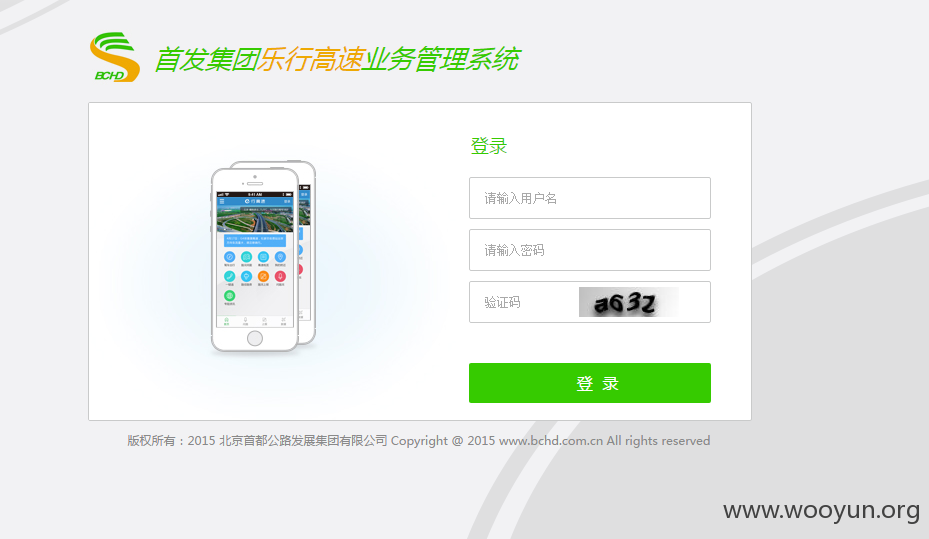 BCHD
首发集团乐行高速业务管理系统
登录
请输入用户名
请输入密码
验证码
a63z
登 录
版权所有：2015 北京首都公路发展集团有限公司 Copyright @ 2015 www.bchd.com.cn All rights reserved
www.wooyun.org